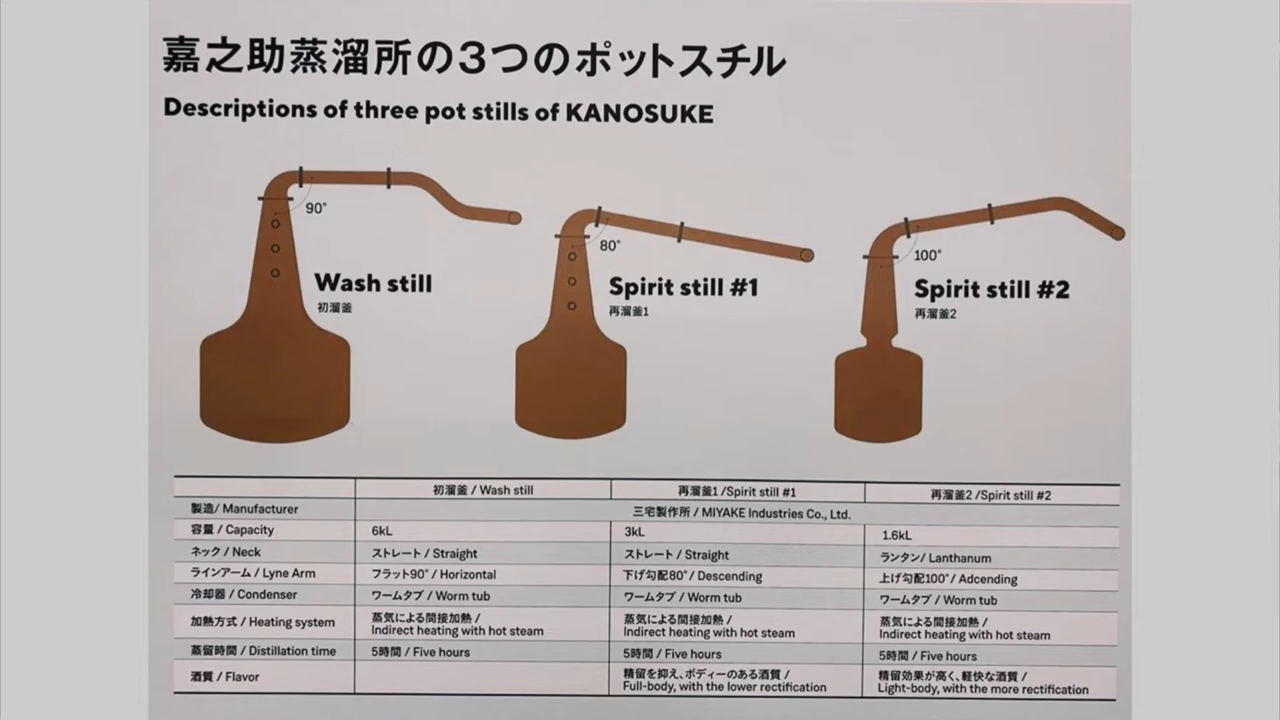 嘉之助蒸溜所の3つのポットスチル
Descriptions of three pot stills of KANOSUKE
90°
Wash still
初溜釜
80°
Spirit still #1
再溜釜1
100°
Spirit still #2
再溜釜2
初溜釜 / Wash still
再溜釜1 /Spirit still #1
再溜釜2 /Spirit still #2
製造/ Manufacturer
三宅製作所 / MIYAKE Industries Co., Ltd.
容量 / Capacity
6kL
3kL
1.6kL
ネック / Neck
ストレート / Straight
ストレート / Straight
ランタン/ Lanthanum
ラインアーム / Lyne Arm
フラット90° / Horizontal
下げ勾配80° / Descending
上げ勾配100° / Adcending
冷却器 / Condenser
ワームタブ / Worm tub
ワームタブ / Worm tub
ワームタブ / Worm tub
加熱方式 / Heating system
蒸気による間接加熱 /
Indirect heating with hot steam
蒸気による間接加熱 /
Indirect heating with hot steam
蒸気による間接加熱 /
Indirect heating with hot steam
蒸留時間 / Distillation time
5時間 / Five hours
5時間 / Five hours
5時間 / Five hours
酒質 / Flavor
精留を抑え、ボディーのある酒質 /
Full-body, with the lower rectification
精留効果が高く、軽快な酒質 /
Light-body, with the more rectification